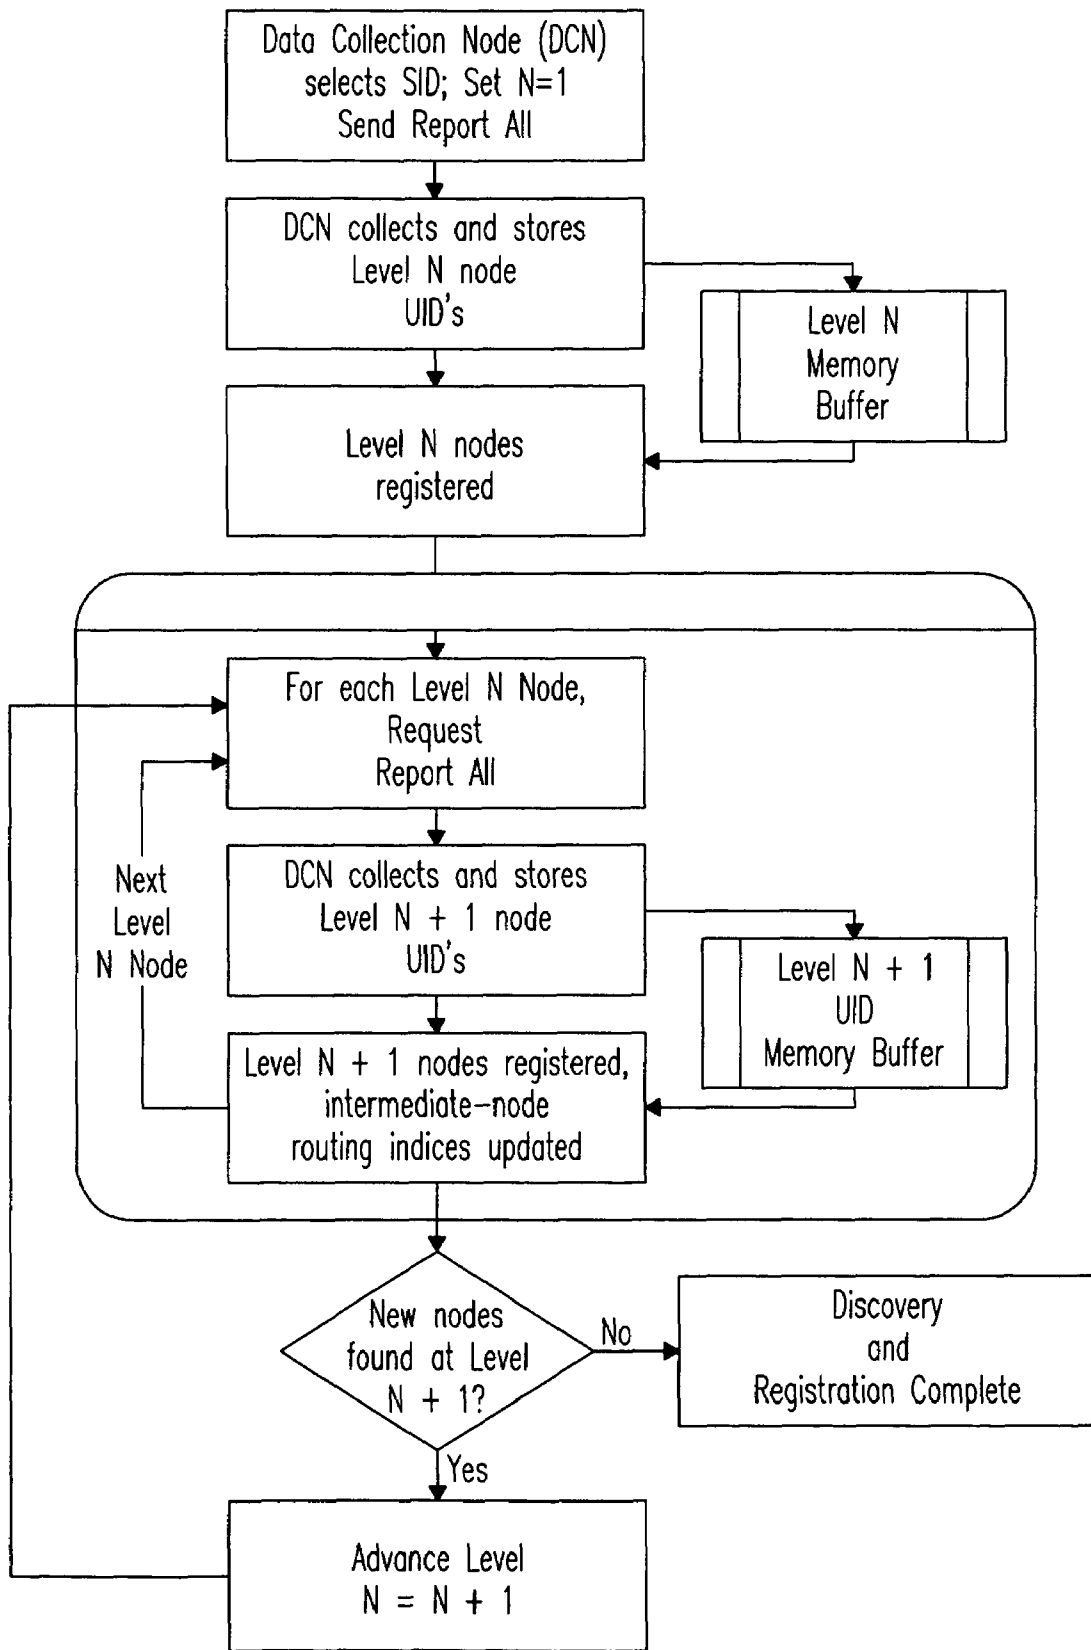 Data Collection Node (DCN)
selects SID; Set N=1
Send Report All
DCN collects and stores
Level N node
UID's
Level N
Memory
Buffer
Level N nodes
registered
For each Level N Node,
Request
Report All
Next
Level
N Node
DCN collects and stores
Level N + 1 node
UID's
Level N + 1
UID
Memory Buffer
Level N + 1 nodes registered,
intermediate-node
routing indices updated
New nodes
found at Level
N + 1?
No
Discovery
and
Registration Complete
Yes
Advance Level
N = N + 1